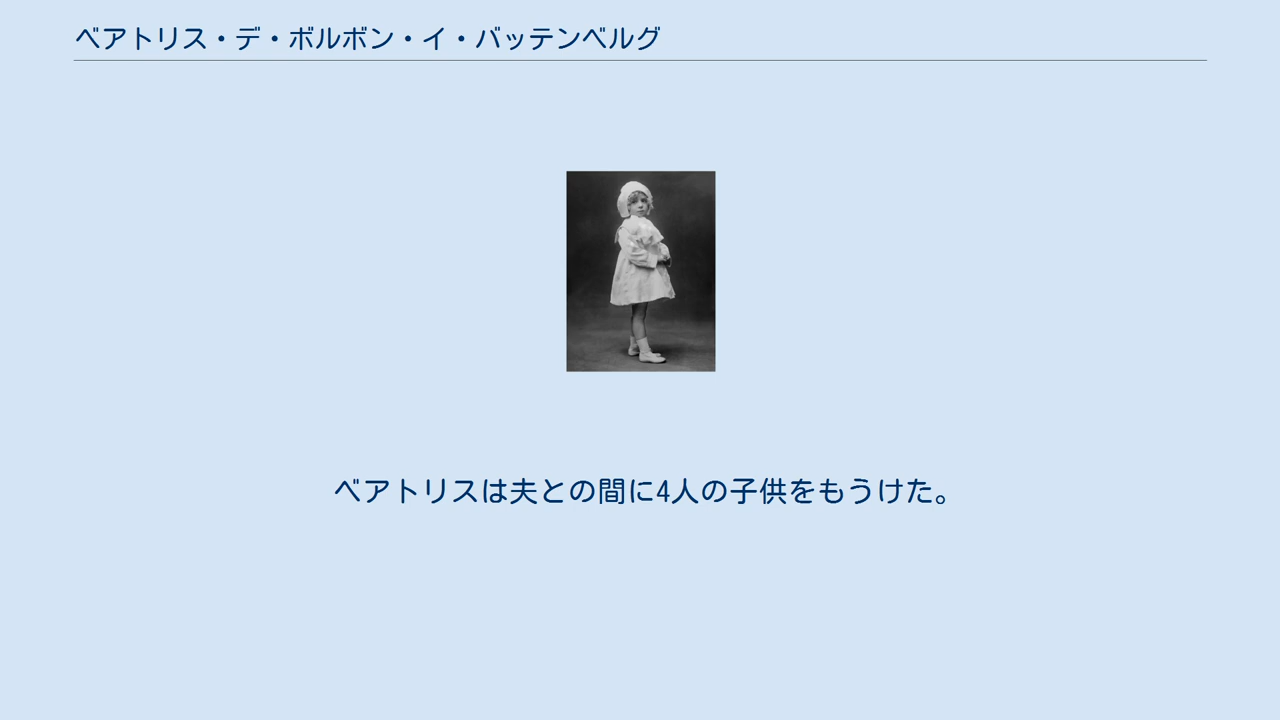 ベアトリス・デ・ボルボン・イ・バッテンベルグ
ベアトリスは夫との間に4人の子供をもうけた。